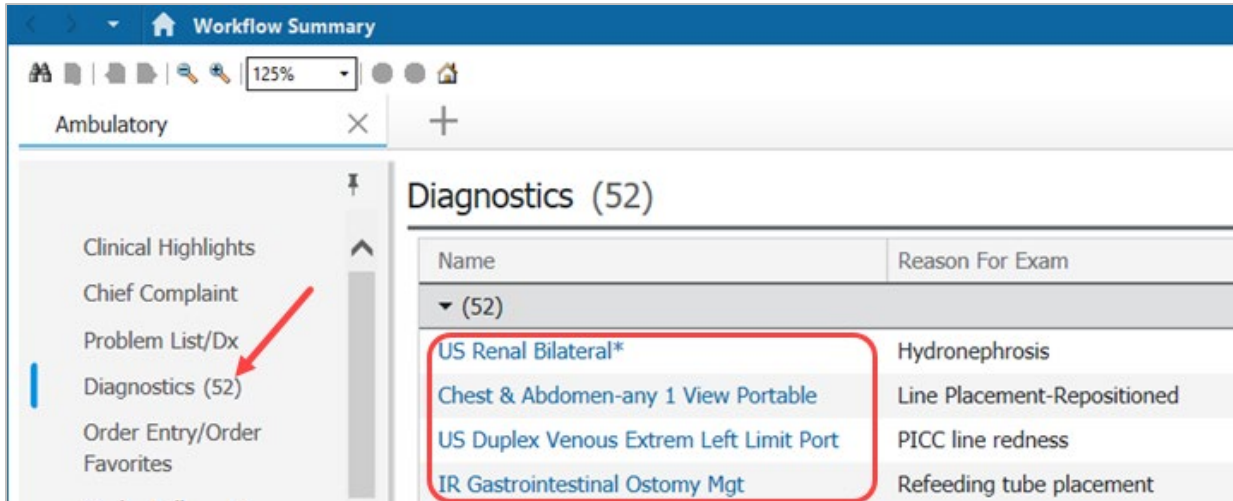 Workflow Summary
125%
Ambulatory
Diagnostics (52)
Clinical Highlights
Chief Complaint
Problem List/Dx
Diagnostics (52)
Order Entry/Order
Favorites
Name Reason For Exam
(52)
US Renal Bilateral* Hydronephrosis
Chest & Abdomen-any 1 View Portable Line Placement-Repositioned
US Duplex Venous Extrem Left Limit Port PICC line redness
IR Gastrointestinal Ostomy Mgt Refeeding tube placement